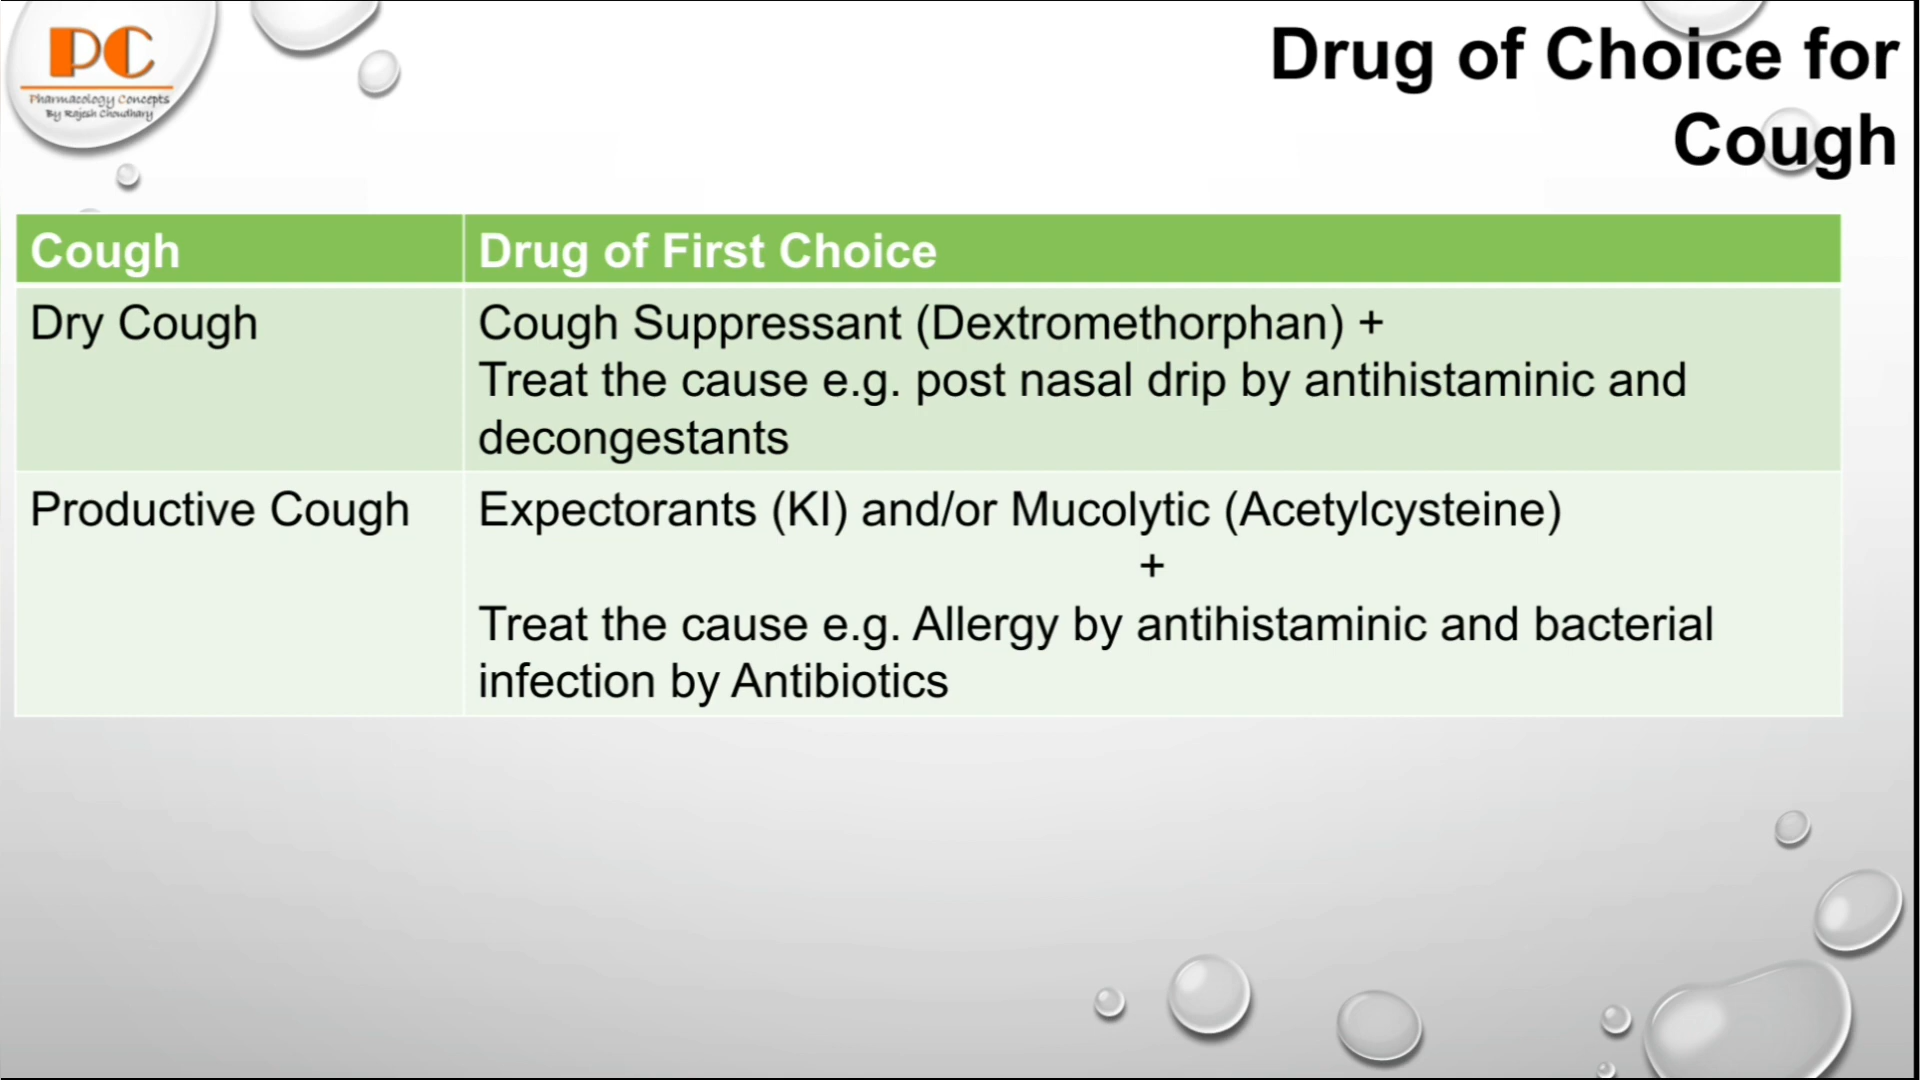 PC
Pharmacology Concepts
By Rajesh Choudhary
Drug of Choice for
Cough
Cough
Drug of First Choice
Dry Cough
Cough Suppressant (Dextromethorphan) +
Treat the cause e.g. post nasal drip by antihistaminic and
decongestants
Productive Cough
Expectorants (KI) and/or Mucolytic (Acetylcysteine)
+
Treat the cause e.g. Allergy by antihistaminic and bacterial
infection by Antibiotics